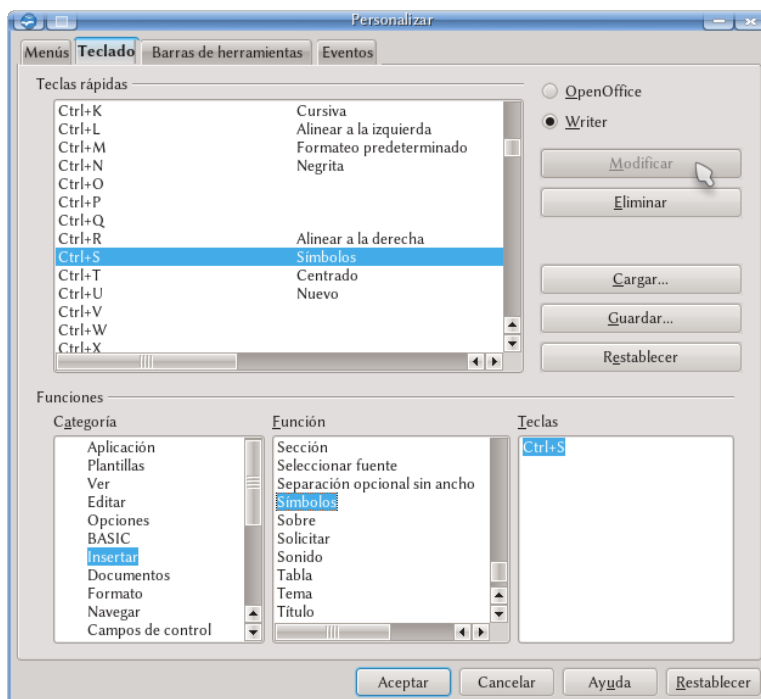 Personalizar
Menús Teclado Barras de herramientas Eventos
Teclas rápidas
Ctrl+K Cursiva
Ctrl+L Alinear a la izquierda
Ctrl+M Formateo predeterminado
Ctrl+N Negrita
Ctrl+O
Ctrl+P
Ctrl+Q
Ctrl+R Alinear a la derecha
Ctrl+S Símbolos
Ctrl+T Centrado
Ctrl+U Nuevo
Ctrl+V
Ctrl+W
Ctrl+X
OpenOffice
Writer
Modificar
Eliminar
Cargar...
Guardar...
Restablecer
Funciones
Categoría
Aplicación
Plantillas
Ver
Editar
Opciones
BASIC
Insertar
Documentos
Formato
Navegar
Campos de control
Función
Sección
Seleccionar fuente
Separación opcional sin ancho
Símbolos
Sobre
Solicitar
Sonido
Tabla
Tema
Título
Teclas
Ctrl+S
Aceptar Cancelar Ayuda Restablecer